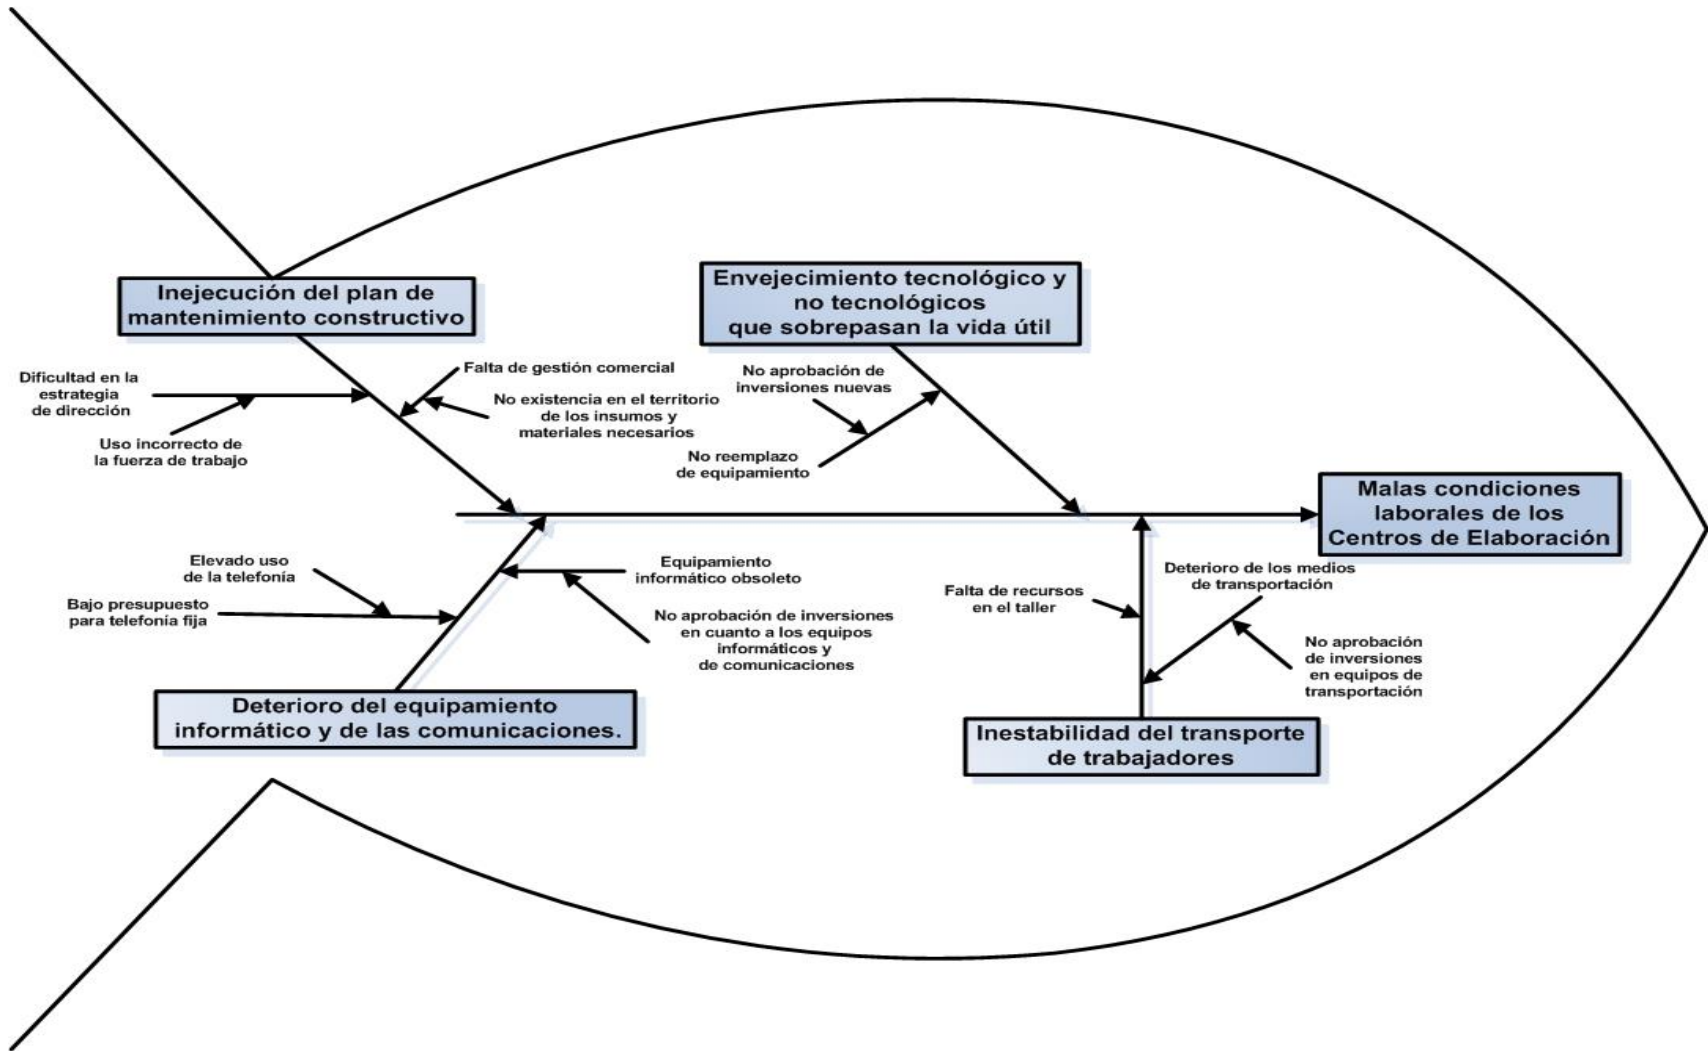 Inejecución del plan de
mantenimiento constructivo
Envejecimiento tecnológico y
no tecnológicos
que sobrepasan la vida útil
Dificultad en la
estrategia
de dirección
Uso incorrecto de
la fuerza de trabajo
Falta de gestión comercial
No existencia en el territorio
de los insumos y
materiales necesarios
No aprobación de
inversiones nuevas
No reemplazo
de equipamiento
Malas condiciones
laborales de los
Centros de Elaboración
Elevado uso
de la telefonía
Bajo presupuesto
para telefonía fija
Equipamiento
informático obsoleto
No aprobación de inversiones
en cuanto a los equipos
informáticos y
de comunicaciones
Falta de recursos
en el taller
Deterioro de los medios
de transportación
No aprobación
de inversiones
en equipos de
transportación
Deterioro del equipamiento
informático y de las comunicaciones.
Inestabilidad del transporte
de trabajadores